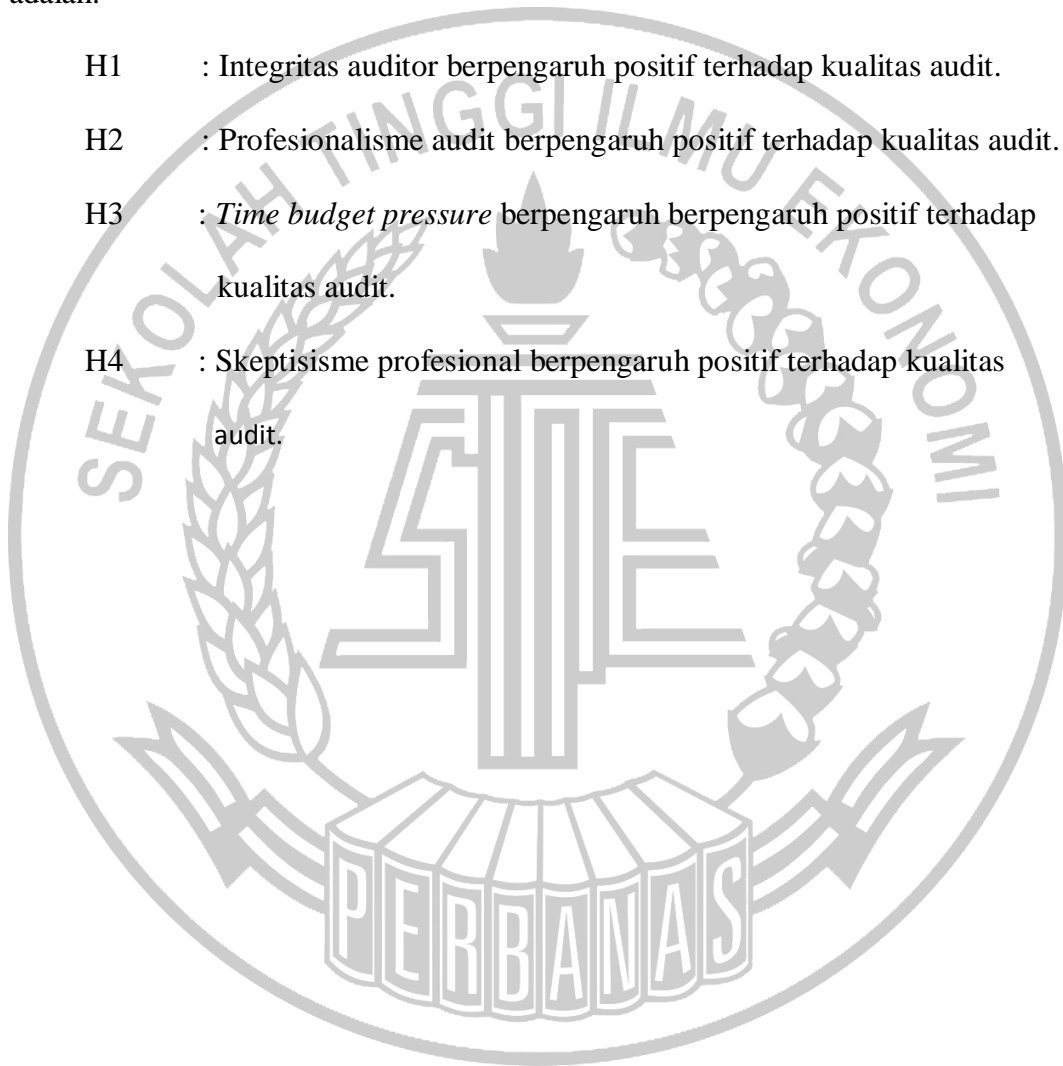 adalah:
H1 : Integritas auditor berpengaruh positif terhadap kualitas audit.
H2 : Profesionalisme audit berpengaruh positif terhadap kualitas audit.
H3 : Time budget pressure berpengaruh berpengaruh positif terhadap
kualitas audit.
H4 : Skeptisisme profesional berpengaruh positif terhadap kualitas
audit.
SEKOLAH TINGGI ILMU EKONOMI
STIE
PERBANAS